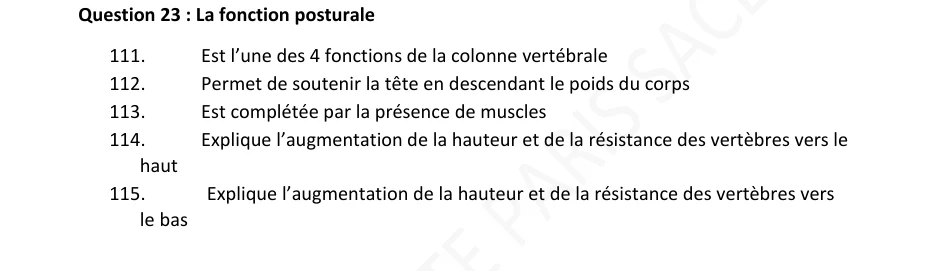 Question 23 : La fonction posturale
111. Est l’une des 4 fonctions de la colonne vertébrale
112. Permet de soutenir la tête en descendant le poids du corps
113. Est complétée par la présence de muscles
114. Explique l’augmentation de la hauteur et de la résistance des vertèbres vers le
haut
115. Explique l’augmentation de la hauteur et de la résistance des vertèbres vers
le bas